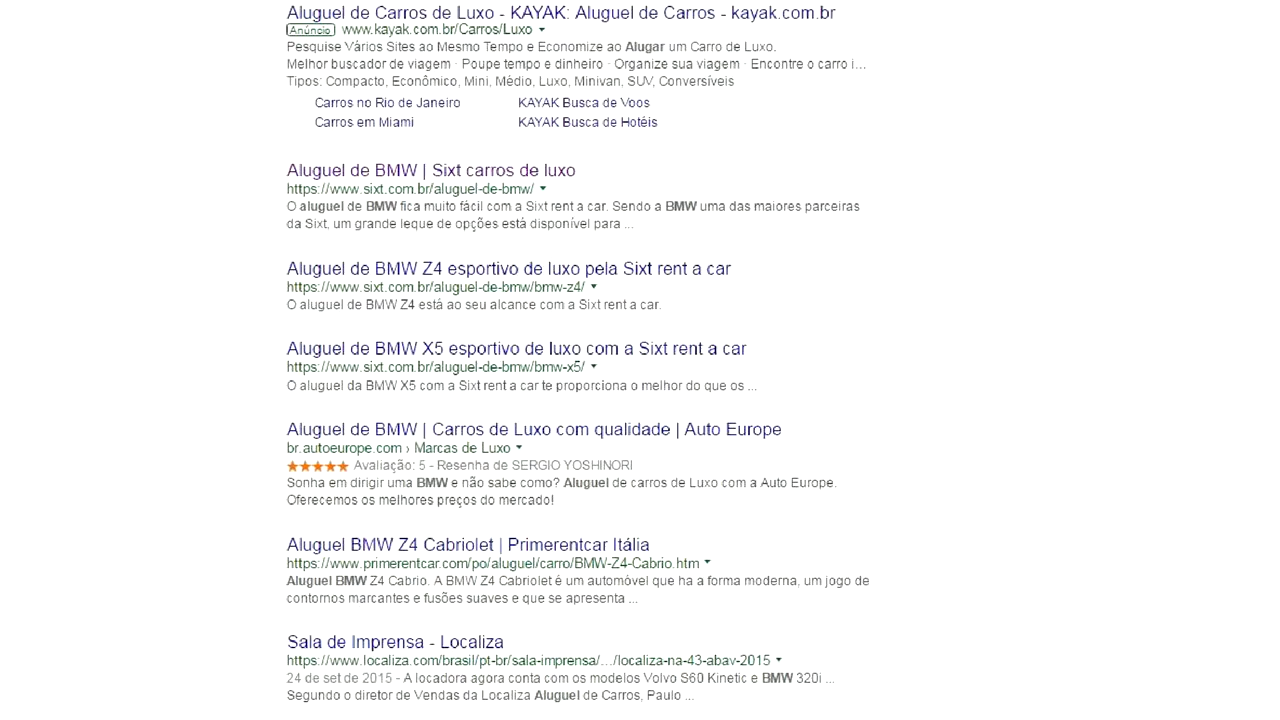 Aluguel de Carros de Luxo - KAYAK: Aluguel de Carros - kayak.com.br
Anúncio www.kayak.com.br/Carros/Luxo
Pesquise Vários Sites ao Mesmo Tempo e Economize ao Alugar um Carro de Luxo.
Melhor buscador de viagem · Poupe tempo e dinheiro · Organize sua viagem · Encontre o carro i...
Tipos: Compacto, Econômico, Mini, Médio, Luxo, Minivan, SUV, Conversíveis
Carros no Rio de Janeiro KAYAK Busca de Voos
Carros em Miami KAYAK Busca de Hotéis
Aluguel de BMW | Sixt carros de luxo
https://www.sixt.com.br/aluguel-de-bmw/
O aluguel de BMW fica muito fácil com a Sixt rent a car. Sendo a BMW uma das maiores parceiras
da Sixt, um grande leque de opções está disponível para ...
Aluguel de BMW Z4 esportivo de luxo pela Sixt rent a car
https://www.sixt.com.br/aluguel-de-bmw/bmw-z4/
O aluguel de BMW Z4 está ao seu alcance com a Sixt rent a car.
Aluguel de BMW X5 esportivo de luxo com a Sixt rent a car
https://www.sixt.com.br/aluguel-de-bmw/bmw-x5/
O aluguel da BMW X5 com a Sixt rent a car te proporciona o melhor do que os ...
Aluguel de BMW | Carros de Luxo com qualidade | Auto Europe
br.autoeurope.com › Marcas de Luxo
Avaliação: 5 - Resenha de SERGIO YOSHINORI
Sonha em dirigir uma BMW e não sabe como? Aluguel de carros de Luxo com a Auto Europe.
Oferecemos os melhores preços do mercado!
Aluguel BMW Z4 Cabriolet | Primerentcar Itália
https://www.primerentcar.com/po/aluguel/carro/BMW-Z4-Cabrio.htm
Aluguel BMW Z4 Cabrio. A BMW Z4 Cabriolet é um automóvel que ha a forma moderna, um jogo de
contornos marcantes e fusões suaves e que se apresenta ...
Sala de Imprensa - Localiza
https://www.localiza.com/brasil/pt-br/sala-imprensa/.../localiza-na-43-abav-2015
24 de set de 2015 - A locadora agora conta com os modelos Volvo S60 Kinetic e BMW 320i ...
Segundo o diretor de Vendas da Localiza Aluguel de Carros, Paulo ...